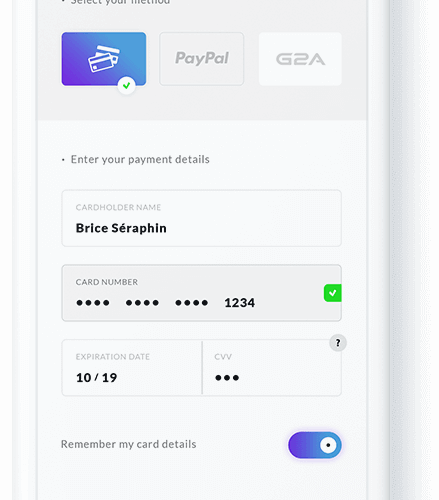 • Select your method
PayPal
G2A
• Enter your payment details
CARDHOLDER NAME
Brice Séraphin
CARD NUMBER
•••• •••• •••• 1234
?
EXPIRATION DATE
10 / 19
CVV
•••
Remember my card details